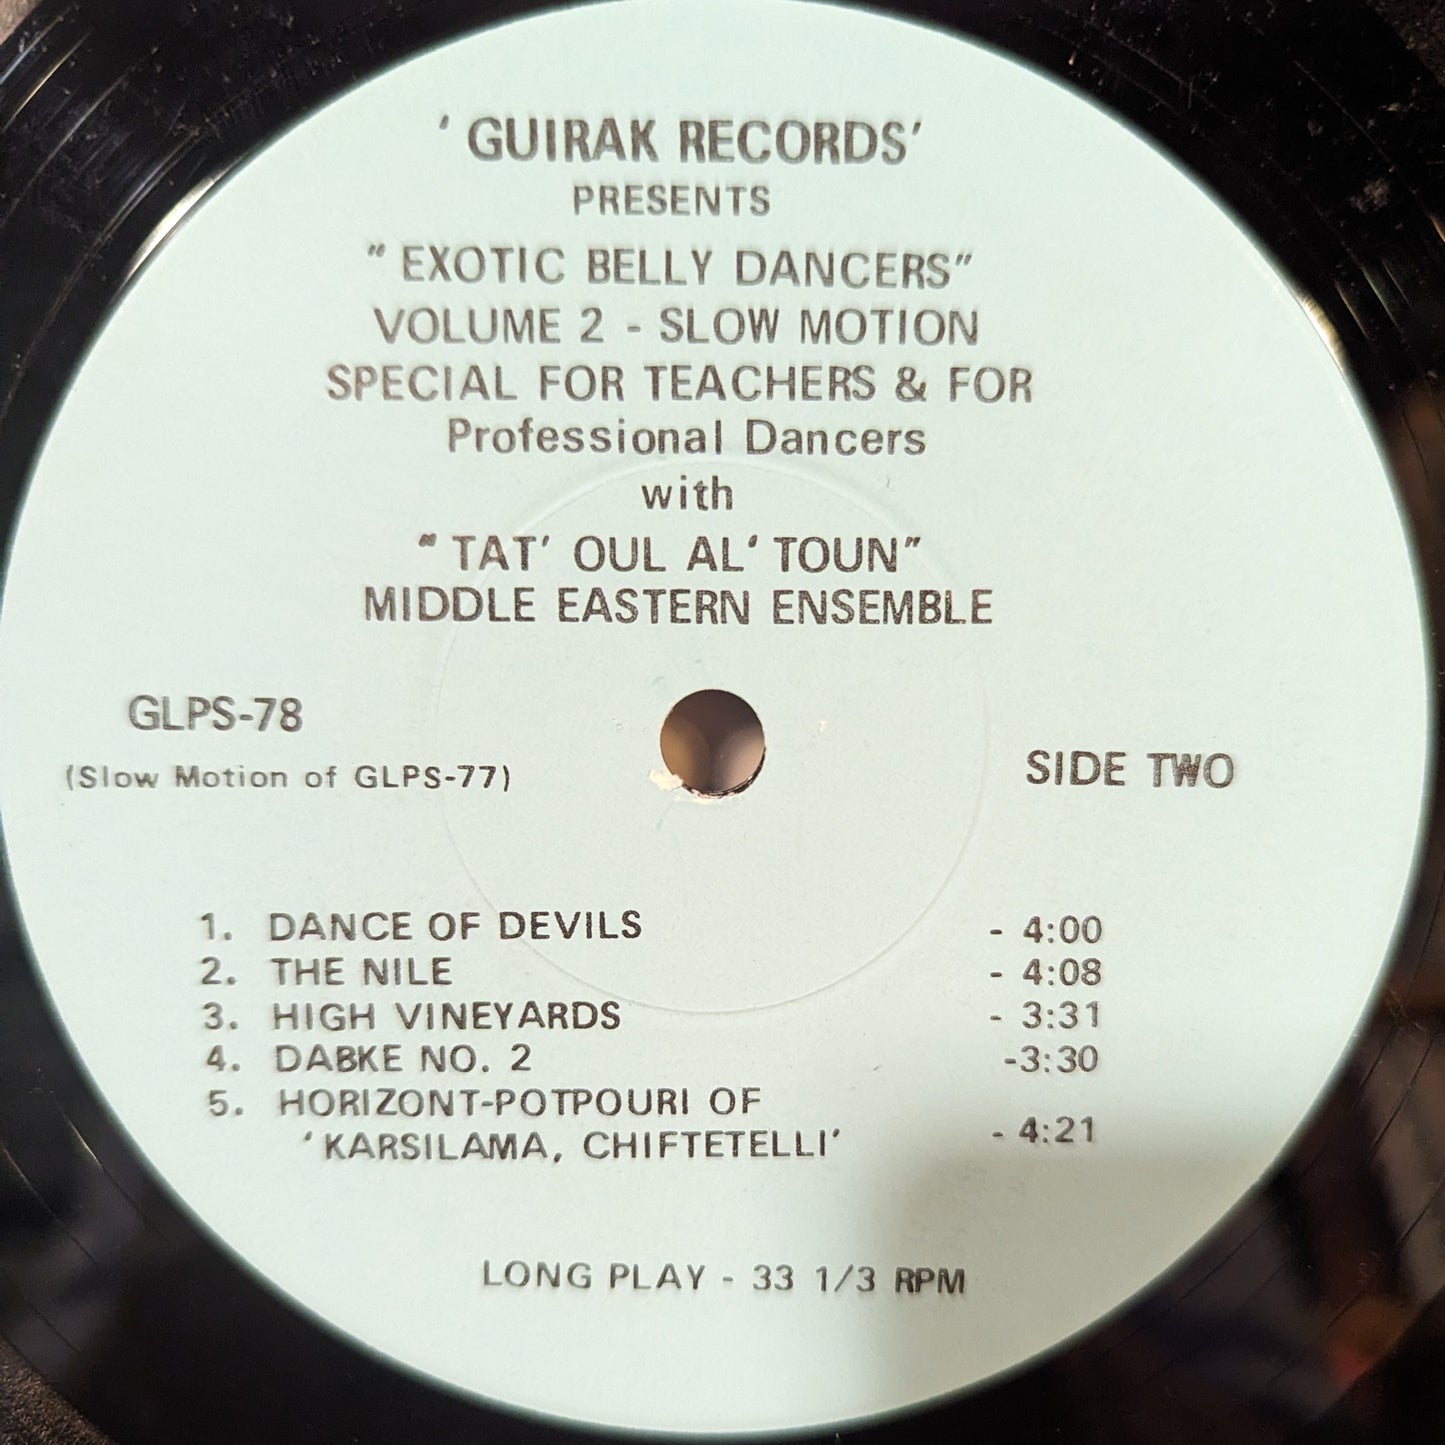 ‘ GUIRAK RECORDS’
PRESENTS
” EXOTIC BELLY DANCERS”
VOLUME 2 - SLOW MOTION
SPECIAL FOR TEACHERS & FOR
Professional Dancers
with
“ TAT’ OUL AL‘ TOUN”
MIDDLE EASTERN ENSEMBLE
GLPS-78
(Slow Motion of GLPS-77)
SIDE TWO
1. DANCE OF DEVILS - 4:00
2. THE NILE - 4:08
3. HIGH VINEYARDS - 3:31
4. DABKE NO. 2 -3:30
5. HORIZONT-POTPOURI OF
‘KARSILAMA, CHIFTETELLI’ - 4:21
LONG PLAY - 33 1/3 RPM